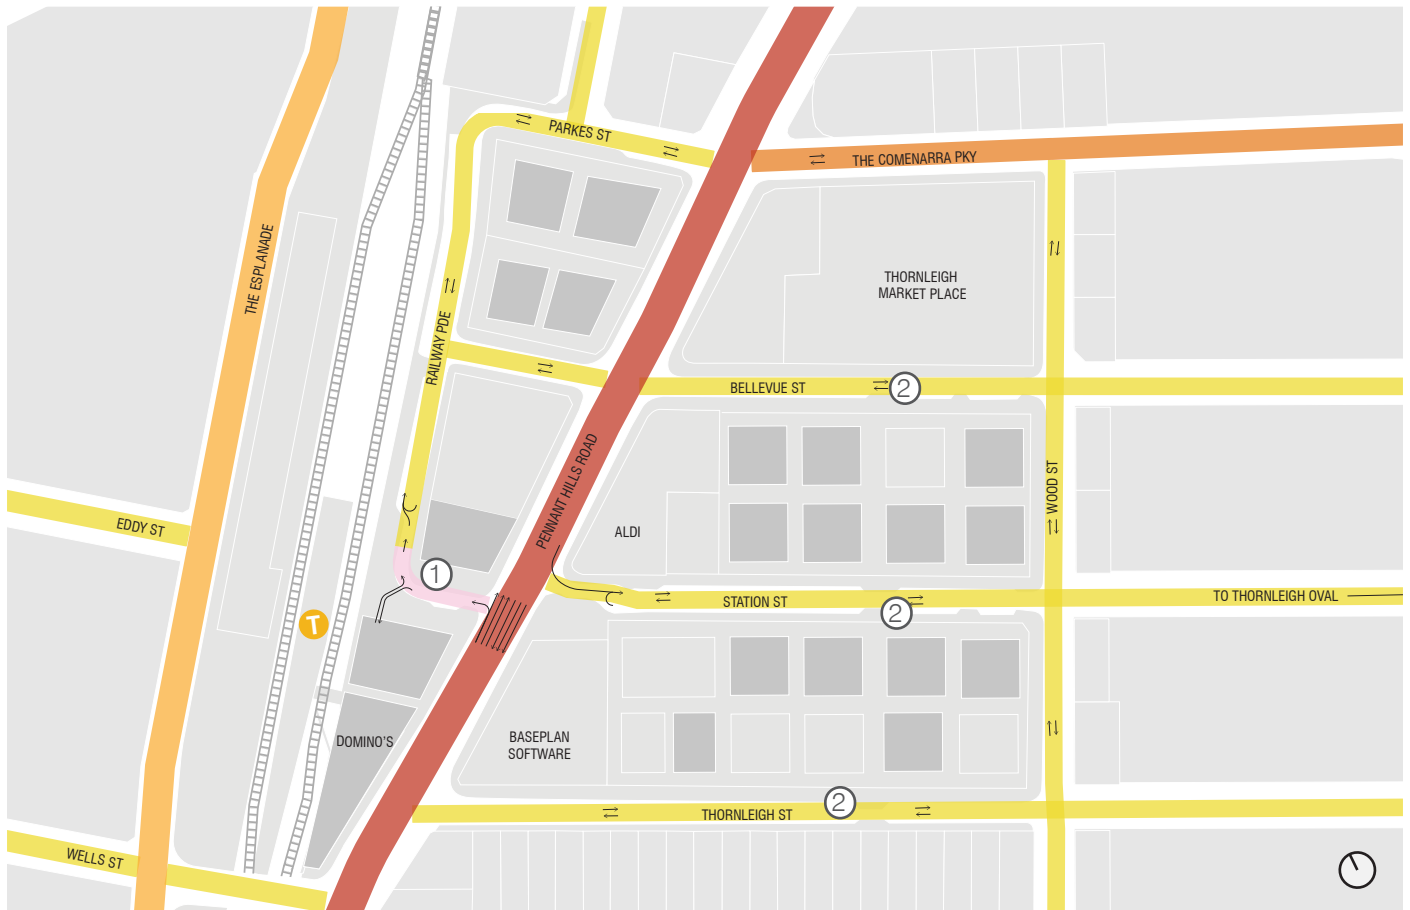 PARKES ST
THE COMENARRA PKY
THE ESPLANADE
THORNLEIGH
MARKET PLACE
RAILWAY PDE
BELLEVUE ST
2
PENNANT HILLS ROAD
WOOD ST
EDDY ST
ALDI
1
STATION ST
2
TO THORNLEIGH OVAL
T
DOMINO'S
BASEPLAN
SOFTWARE
2
THORNLEIGH ST
WELLS ST